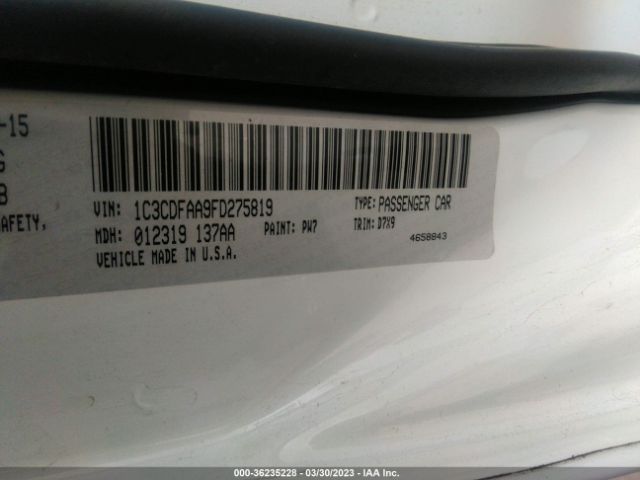 -15
G
B
AFETY,
VIN: 1C3CDFAA9FD275819 TYPE: PASSENGER CAR
MDH: 012319 137AA PAINT: PW7 TRIM: D7X9
VEHICLE MADE IN U.S.A. 4658843
000-36235228 — 03/30/2023 — IAA Inc.